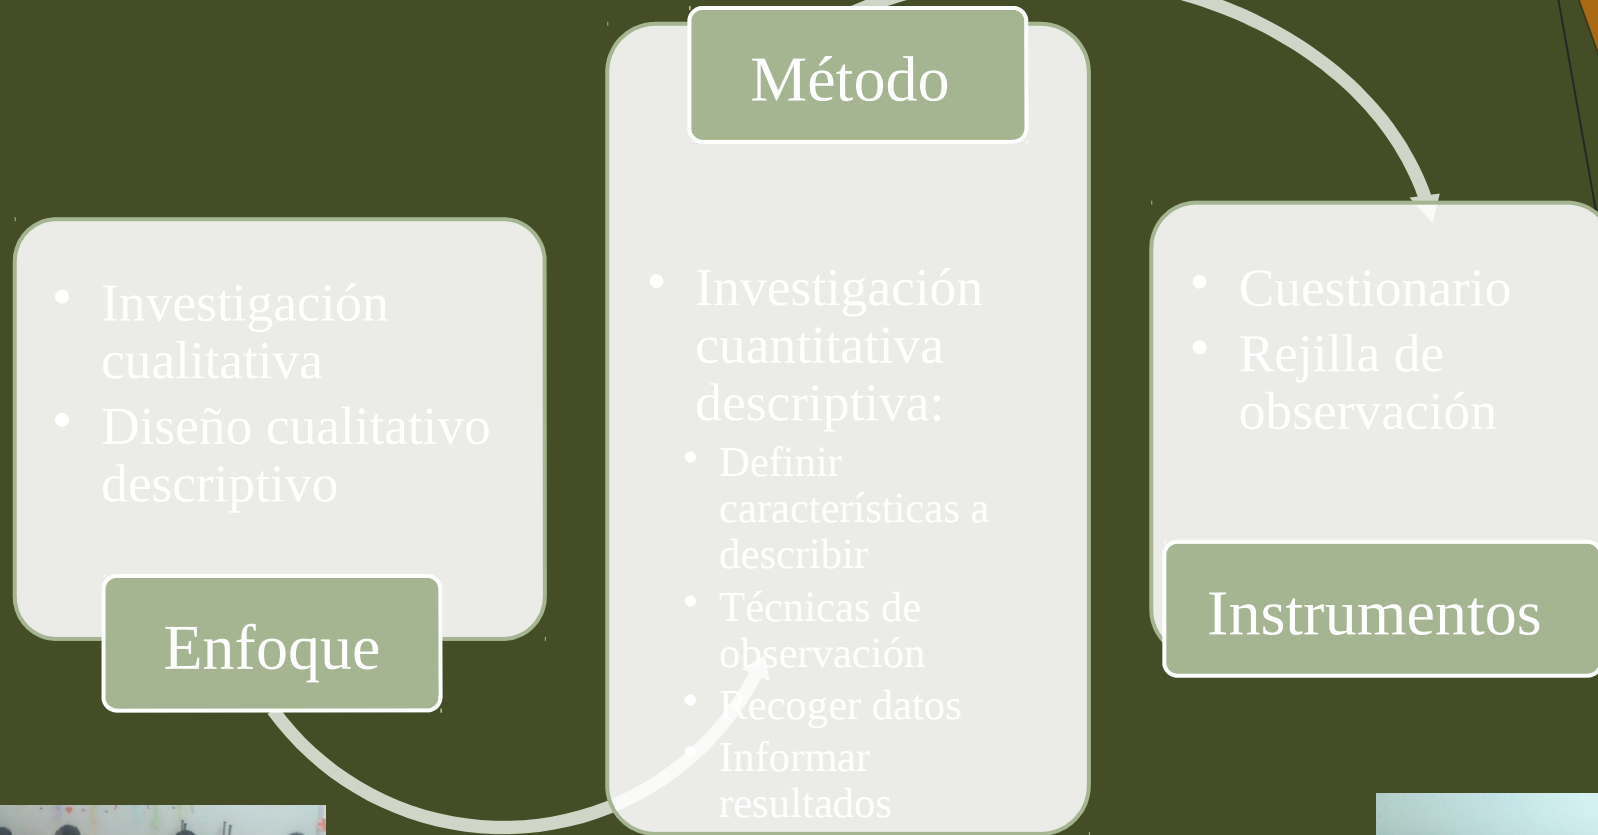 Investigación
cualitativa
Diseño cualitativo
descriptivo
Enfoque
Método
Investigación
cuantitativa
descriptiva:
Definir
características a
describir
Técnicas de
observación
Recoger datos
Informar
resultados
Cuestionario
Rejilla de
observación
Instrumentos